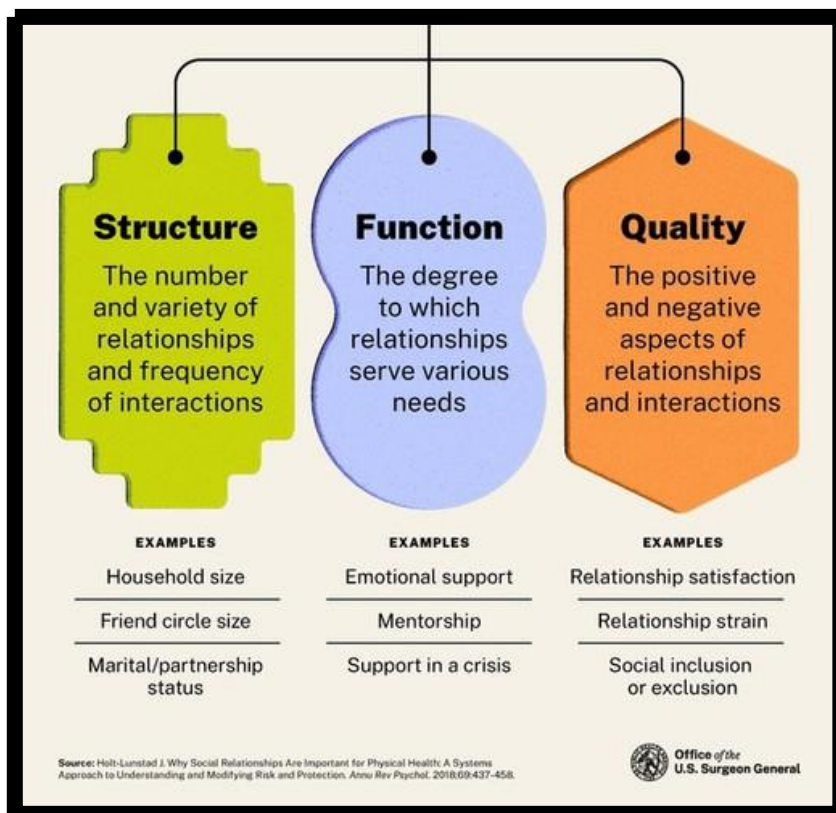 Structure
The number
and variety of
relationships
and frequency
of interactions
Function
The degree
to which
relationships
serve various
needs
Quality
The positive
and negative
aspects of
relationships
and interactions
EXAMPLES
Household size
Friend circle size
Marital/partnership
status
EXAMPLES
Emotional support
Mentorship
Support in a crisis
EXAMPLES
Relationship satisfaction
Relationship strain
Social inclusion
or exclusion
Source: Holt-Lunstad J. Why Social Relationships Are Important for Physical Health: A Systems
Approach to Understanding and Modifying Risk and Protection. Annu Rev Psychol. 2018;69:437-458.
Office of the
U.S. Surgeon General